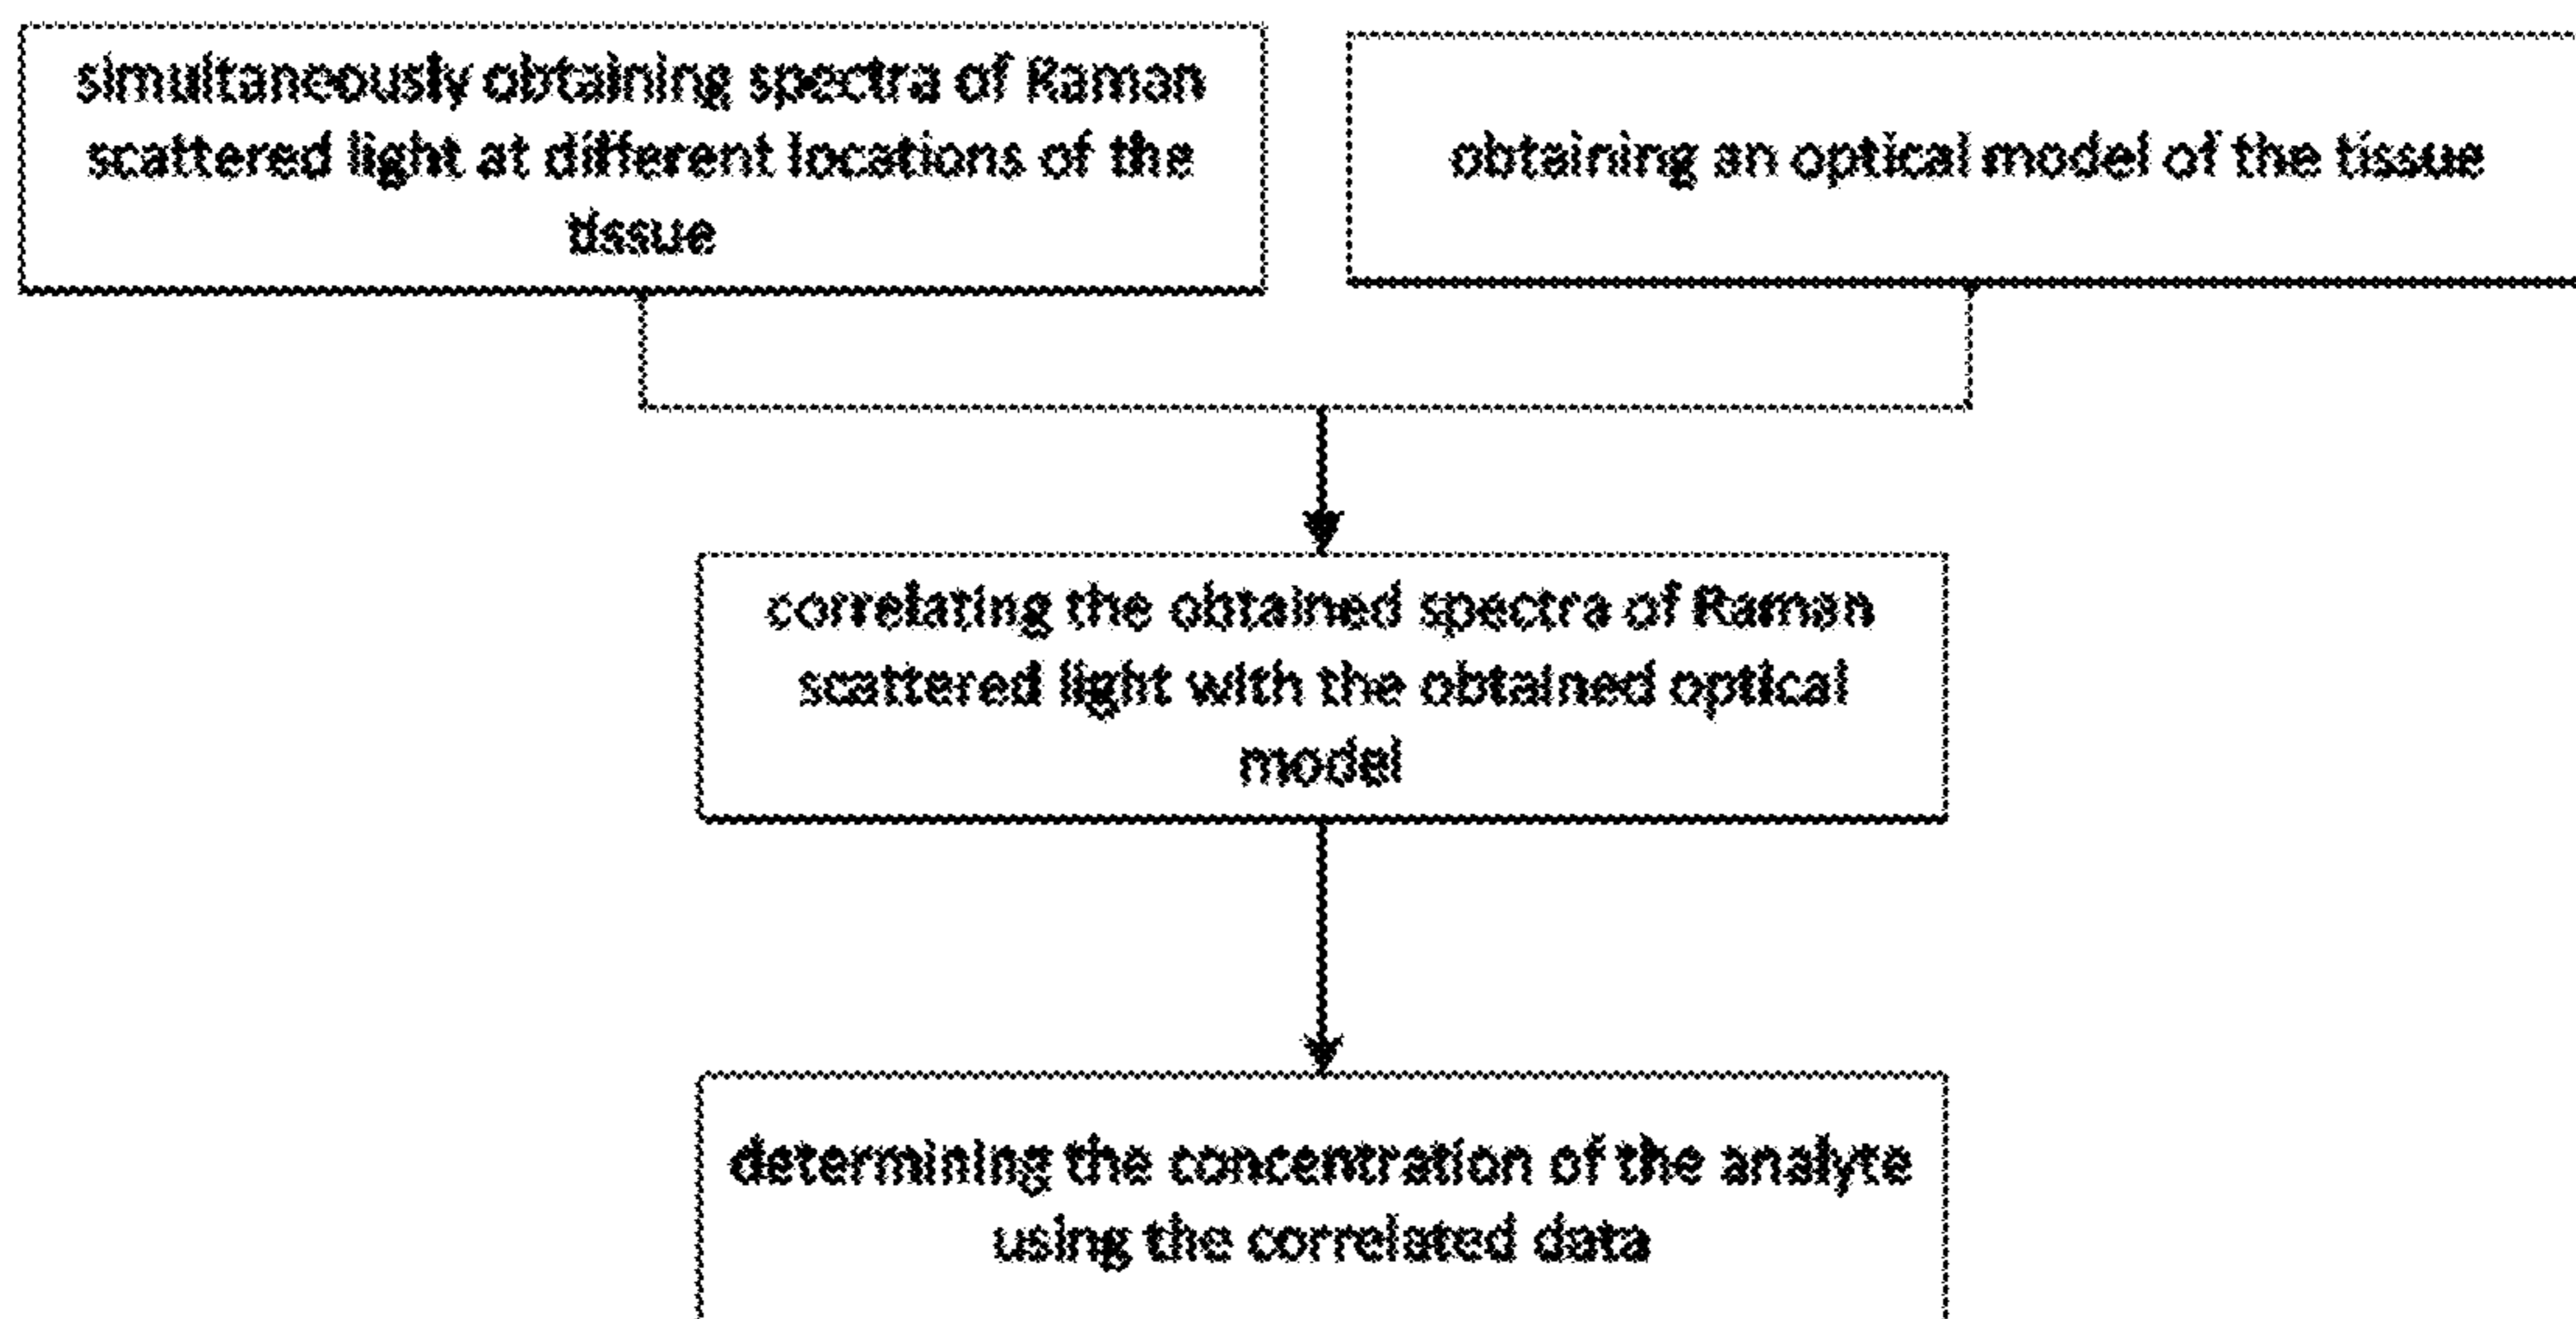 simultaneously obtaining spectra of Raman
scattered light at different locations of the
tissue
obtaining an optical model of the tissue
correlating the obtained spectra of Raman
scattered light with the obtained optical
model
determining the concentration of the analyte
using the correlated data